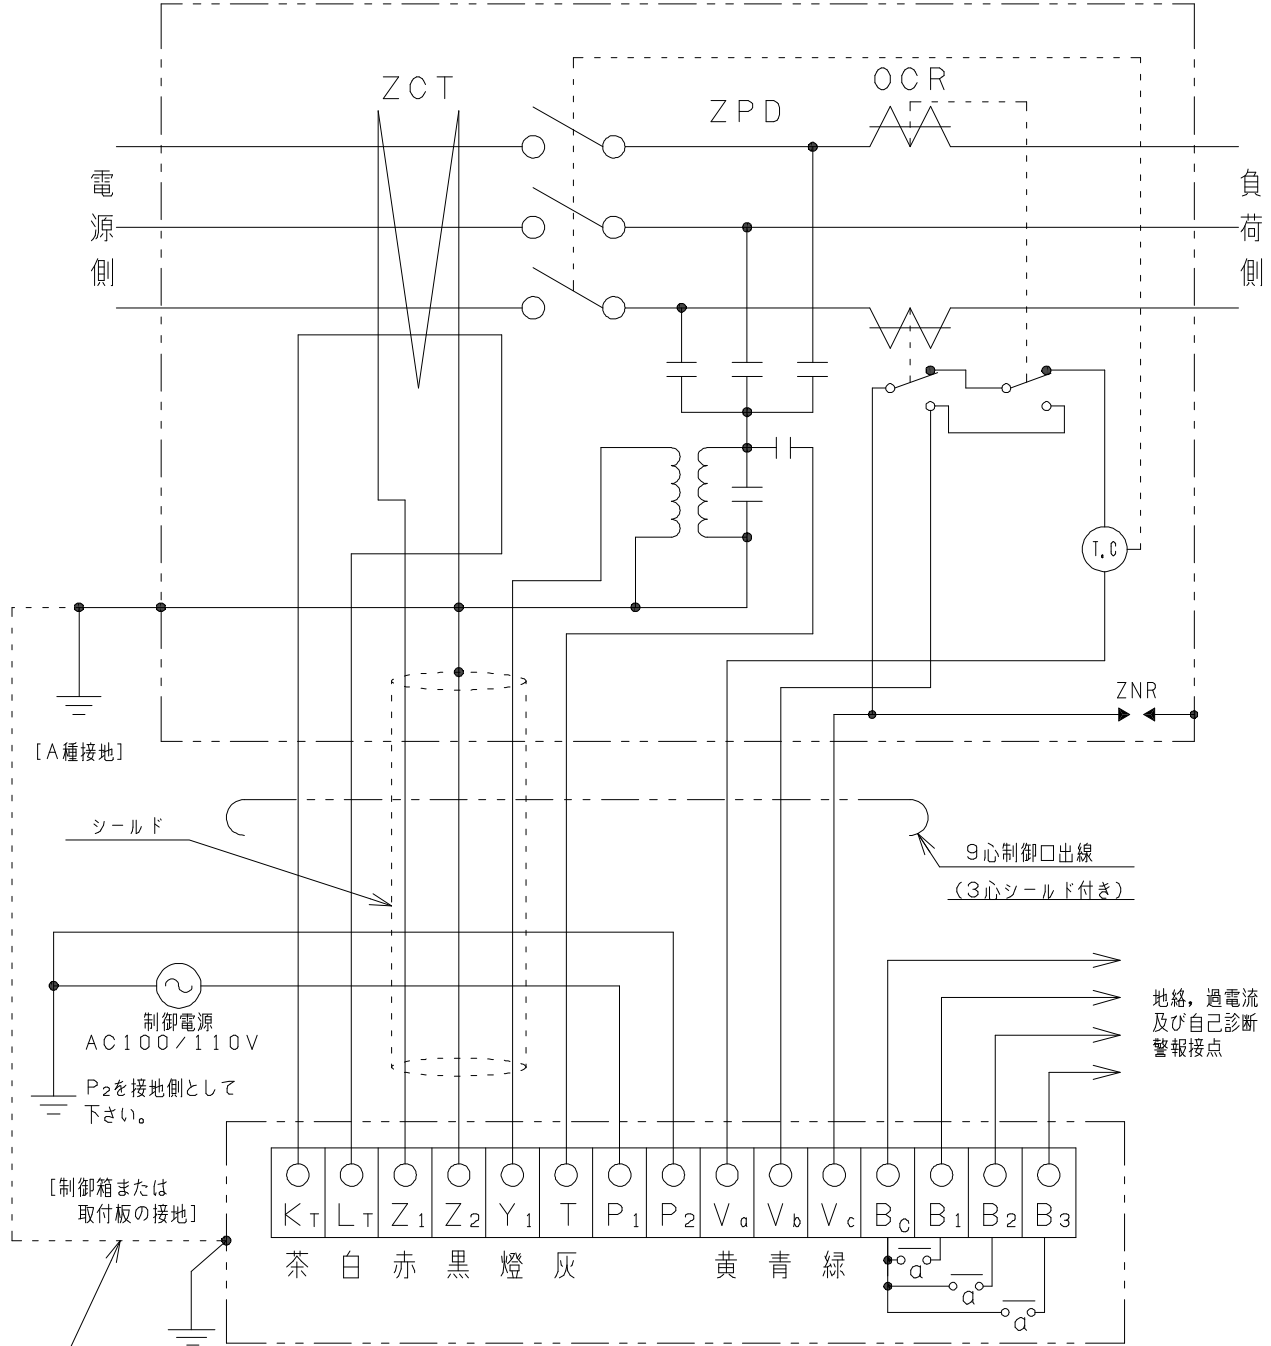 ZCT
ZPD
OCR
電源側
負荷側
T.C
ZNR
[A種接地]
シールド
9心制御口出線
(3心シールド付き)
制御電源
AC100/110V
P₂を接地側として
下さい。
地絡，過電流
及び自己診断
警報接点
[制御箱または
取付板の接地]
K_T L_T Z₁ Z₂ Y₁ T P₁ P₂ Va Vb Vc Bc B₁ B₂ B₃
茶 白 赤 黒 燈 灰 黄 青 緑
a
a
a